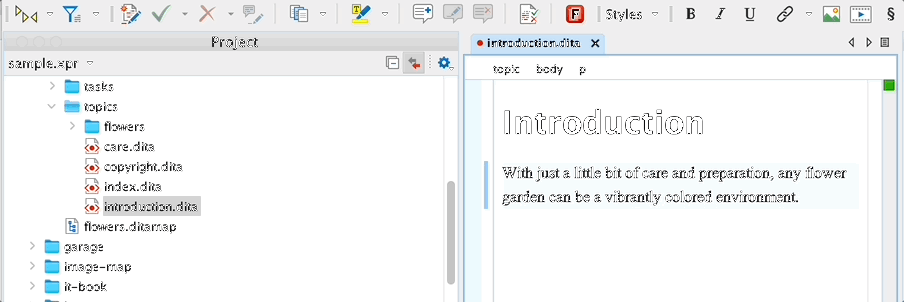 Styles B I U §
Project
sample.xpr
tasks
topics
flowers
care.dita
copyright.dita
index.dita
introduction.dita
flowers.ditamap
garage
image-map
it-book
introduction.dita
topic body p
Introduction
With just a little bit of care and preparation, any flower
garden can be a vibrantly colored environment.